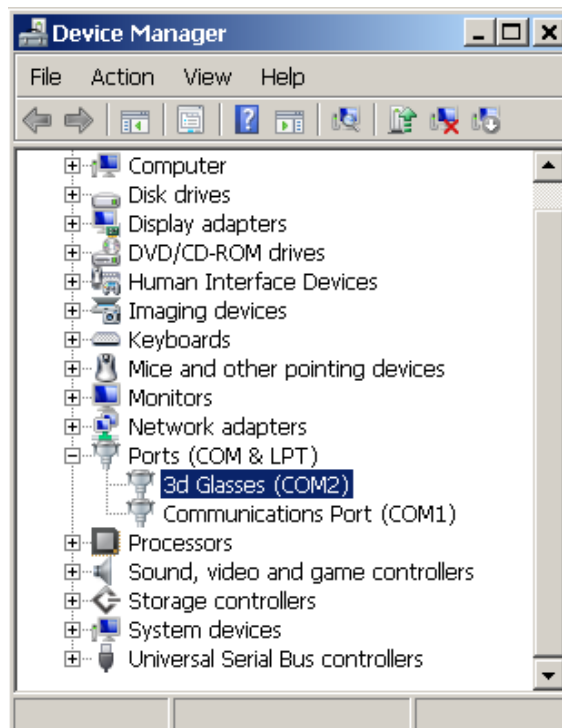 Device Manager
File Action View Help
Computer
Disk drives
Display adapters
DVD/CD-ROM drives
Human Interface Devices
Imaging devices
Keyboards
Mice and other pointing devices
Monitors
Network adapters
Ports (COM & LPT)
3d Glasses (COM2)
Communications Port (COM1)
Processors
Sound, video and game controllers
Storage controllers
System devices
Universal Serial Bus controllers